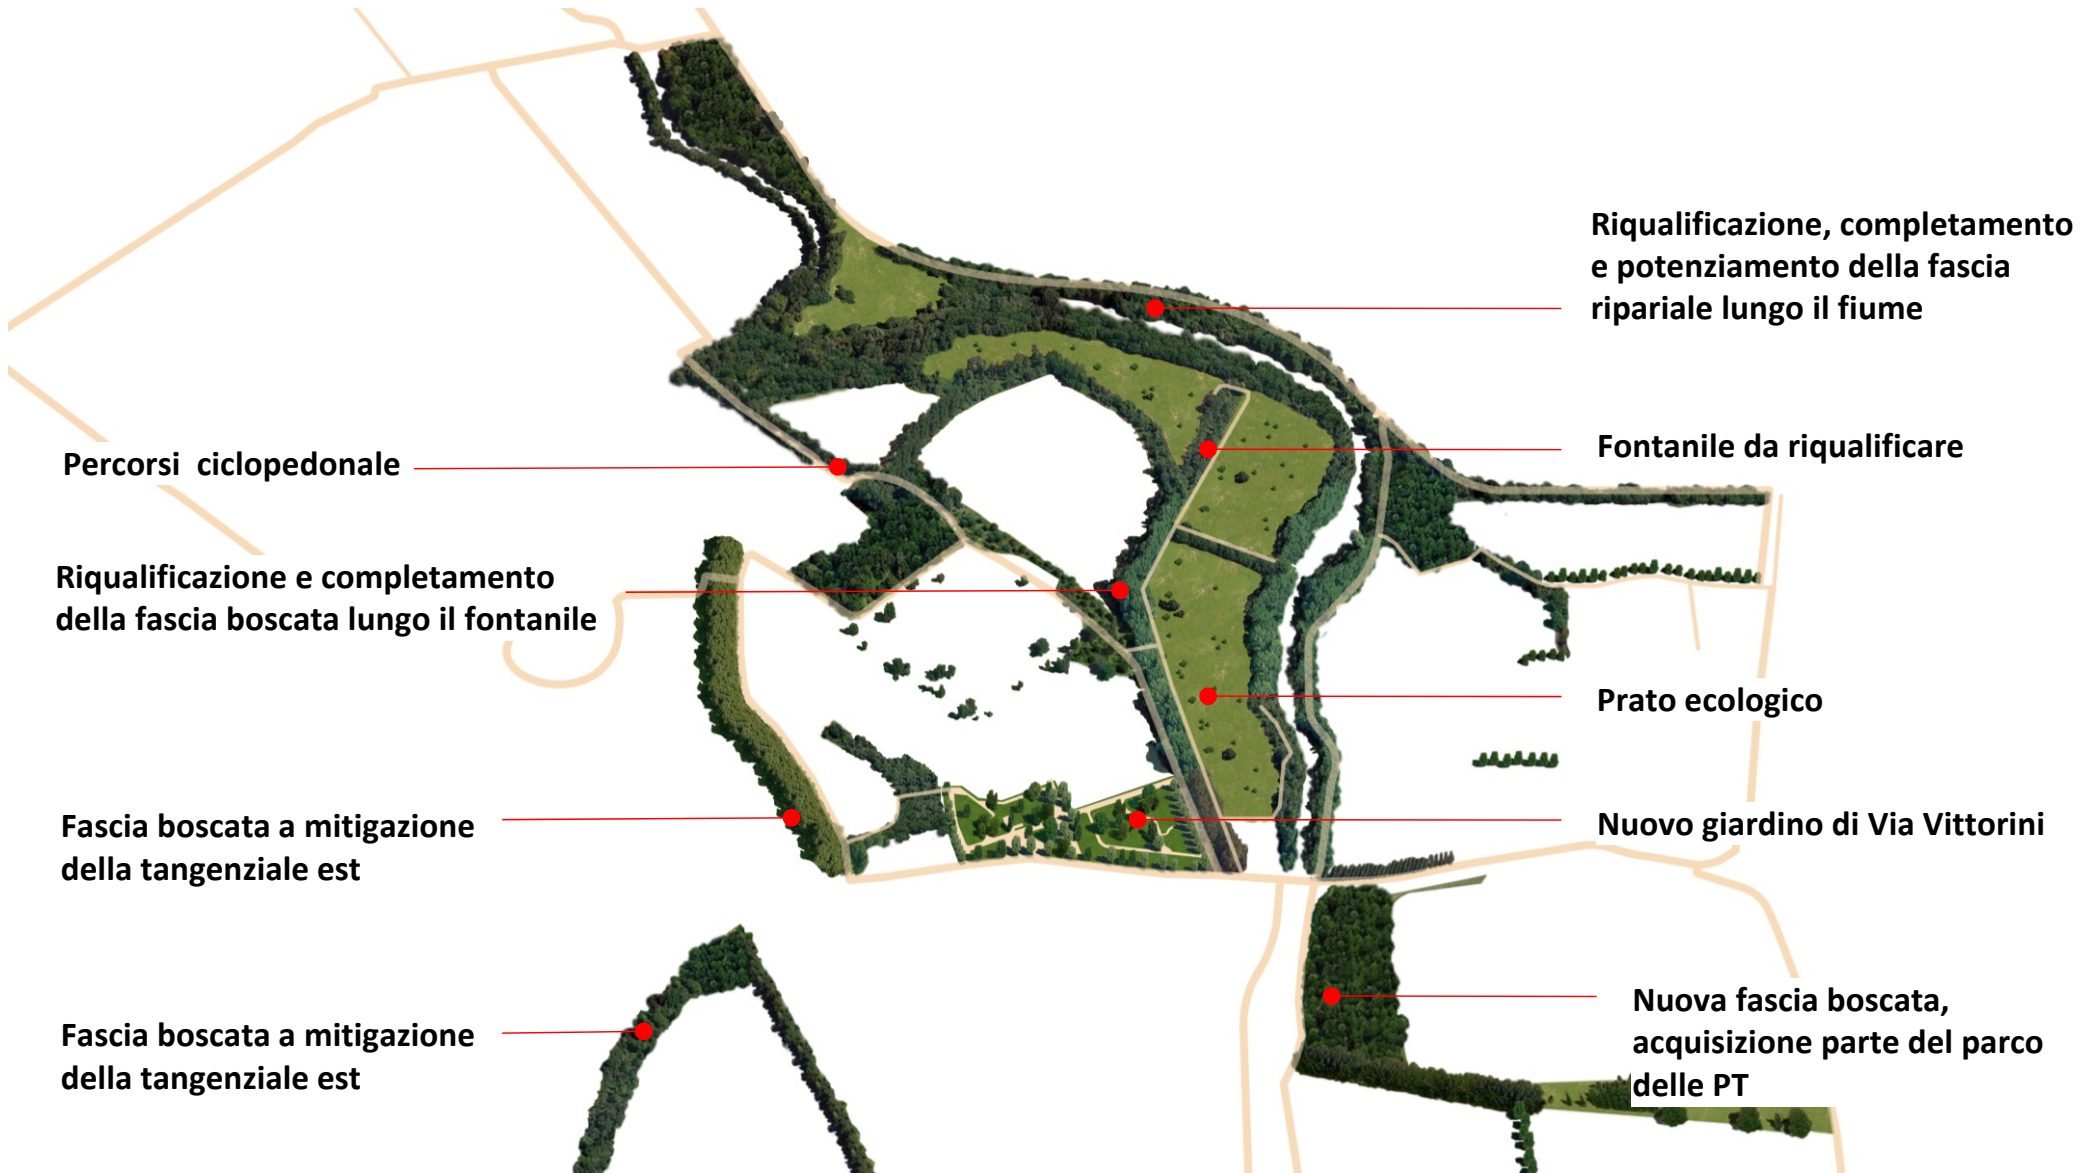 Percorsi  ciclopedonale
Riqualificazione e completamento
della fascia boscata lungo il fontanile
Fascia boscata a mitigazione
della tangenziale est
Fascia boscata a mitigazione
della tangenziale est
Riqualificazione, completamento
e potenziamento della fascia
ripariale lungo il fiume
Fontanile da riqualificare
Prato ecologico
Nuovo giardino di Via Vittorini
Nuova fascia boscata,
acquisizione parte del parco
delle PT